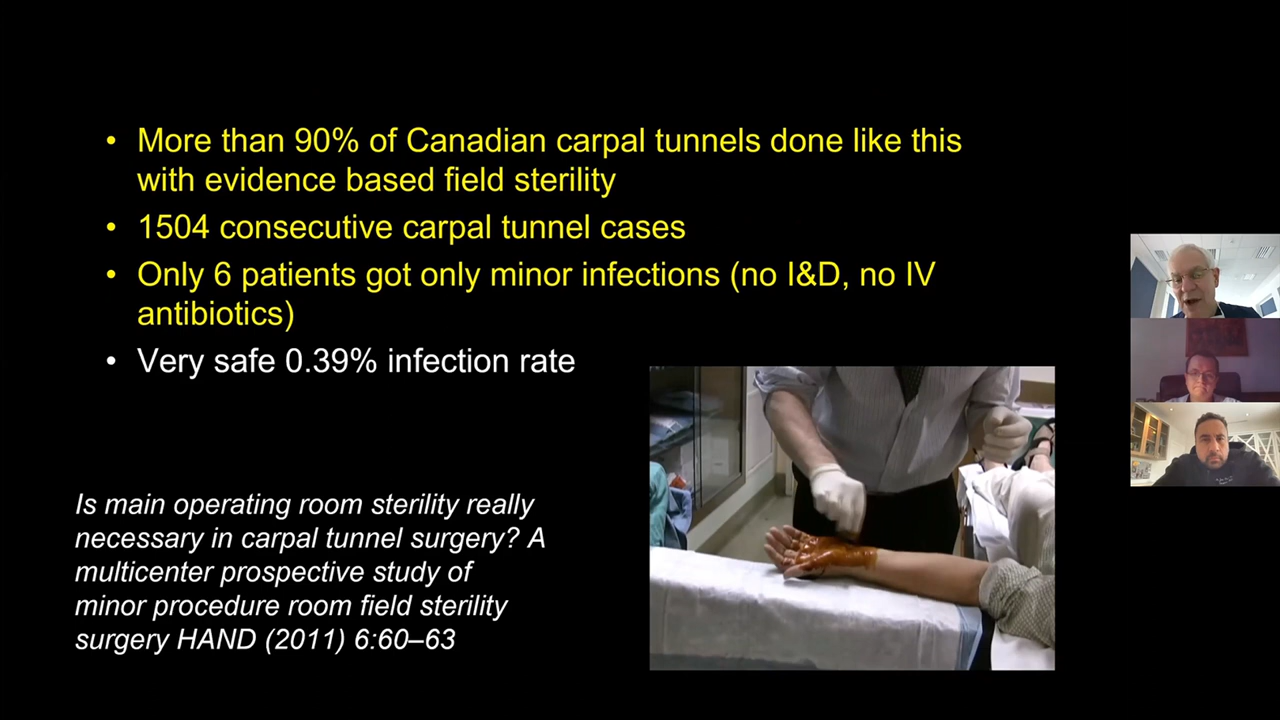 • More than 90% of Canadian carpal tunnels done like this
with evidence based field sterility
• 1504 consecutive carpal tunnel cases
• Only 6 patients got only minor infections (no I&D, no IV
antibiotics)
• Very safe 0.39% infection rate
Is main operating room sterility really
necessary in carpal tunnel surgery? A
multicenter prospective study of
minor procedure room field sterility
surgery HAND (2011) 6:60–63